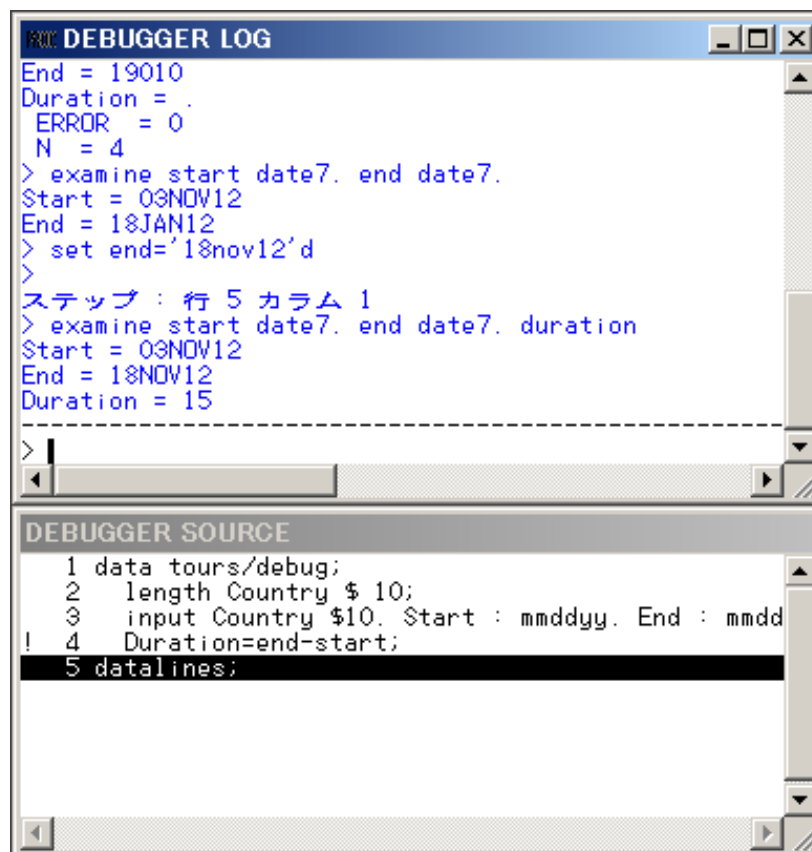 DEBUGGER LOG
End = 19010
Duration = .
_ERROR_ = 0
_N_ = 4
> examine start date7. end date7.
Start = 03NOV12
End = 18JAN12
> set end='18nov12'd
>
ステップ : 行 5 カラム 1
> examine start date7. end date7. duration
Start = 03NOV12
End = 18NOV12
Duration = 15
>
DEBUGGER SOURCE
1 data tours/debug;
2 length Country $ 10;
3 input Country $10. Start : mmddyy. End : mmdd
! 4 Duration=end-start;
5 datalines;